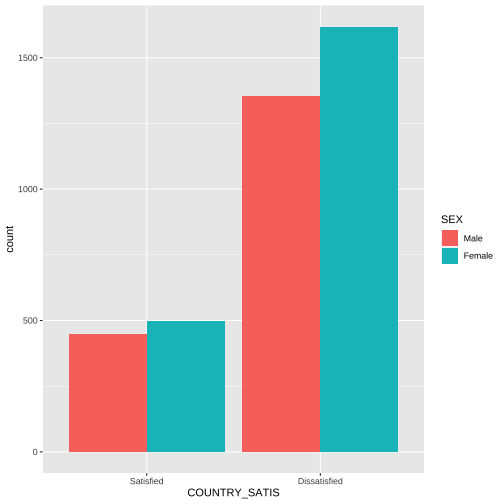 1500
1000
500
0
count
Satisfied
Dissatisfied
COUNTRY_SATIS
SEX
Male
Female